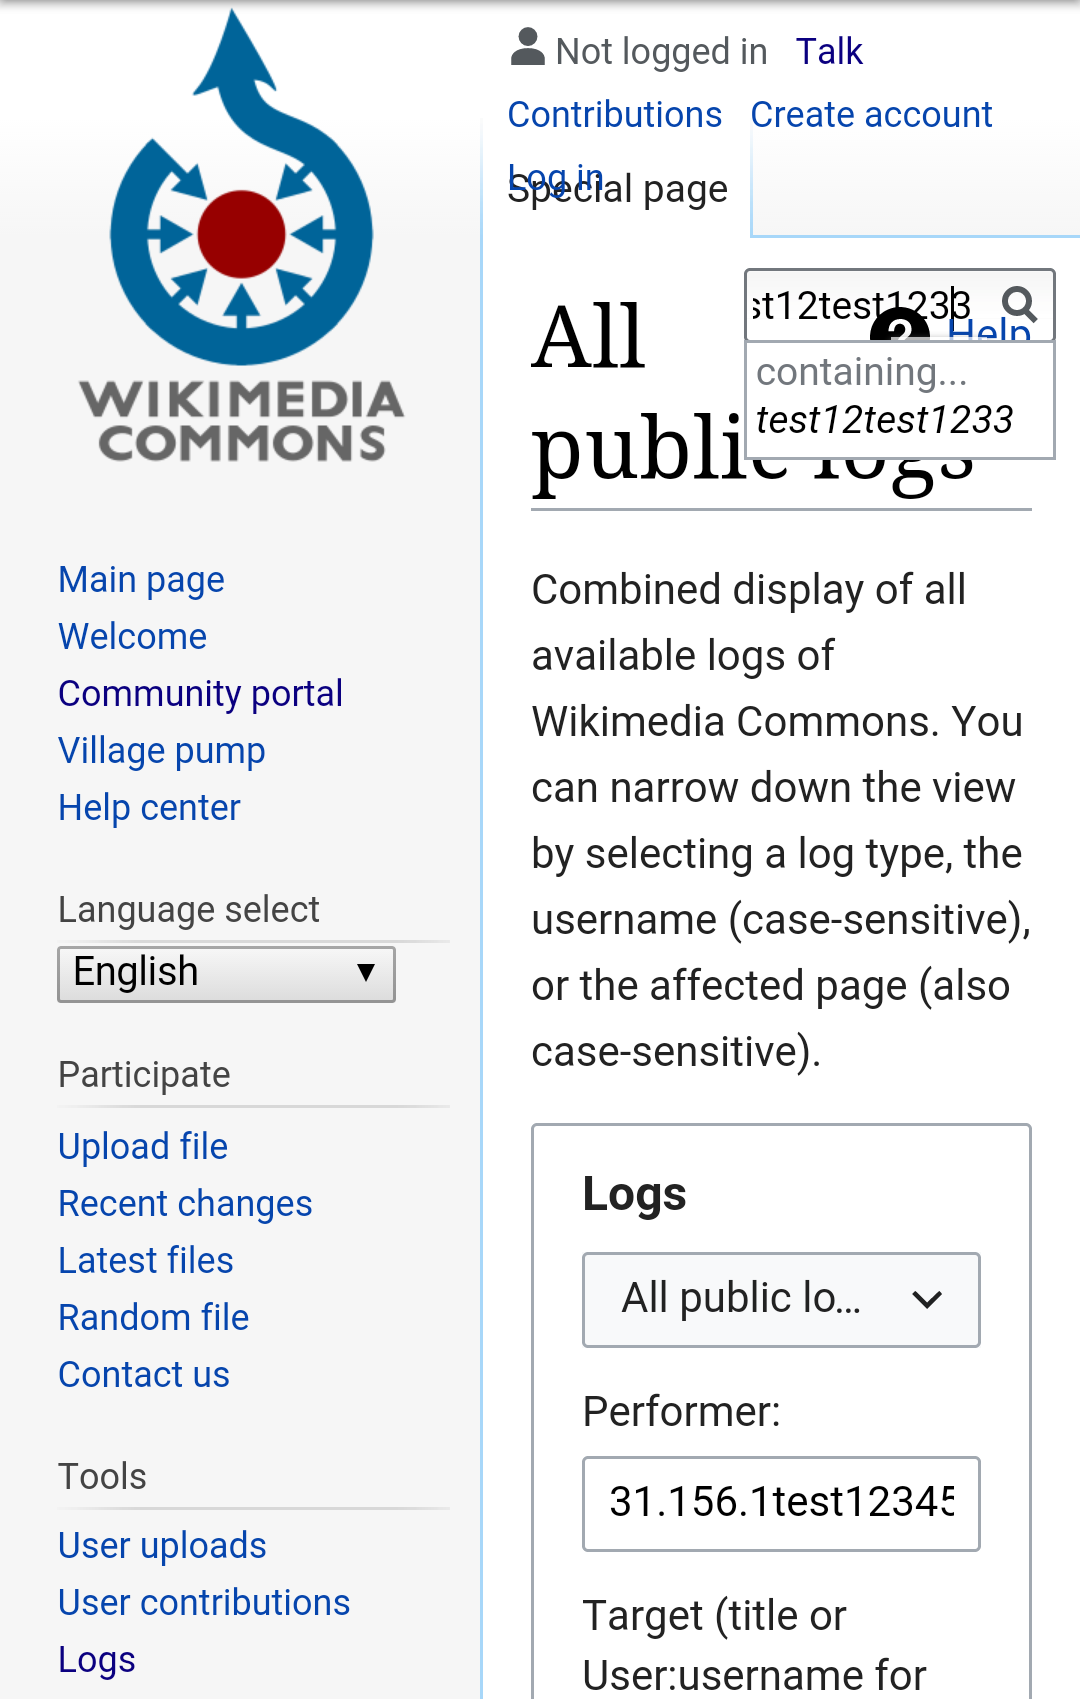 WIKIMEDIA
COMMONS
Not logged in Talk
Contributions Create account
Log in
Special page
st12test1233
Help
containing...
test12test1233
All
public logs
Main page
Welcome
Community portal
Village pump
Help center
Language select
English
Participate
Upload file
Recent changes
Latest files
Random file
Contact us
Tools
User uploads
User contributions
Logs
Combined display of all
available logs of
Wikimedia Commons. You
can narrow down the view
by selecting a log type, the
username (case-sensitive),
or the affected page (also
case-sensitive).
Logs
All public lo...
Performer:
31.156.1test12345
Target (title or
User:username for